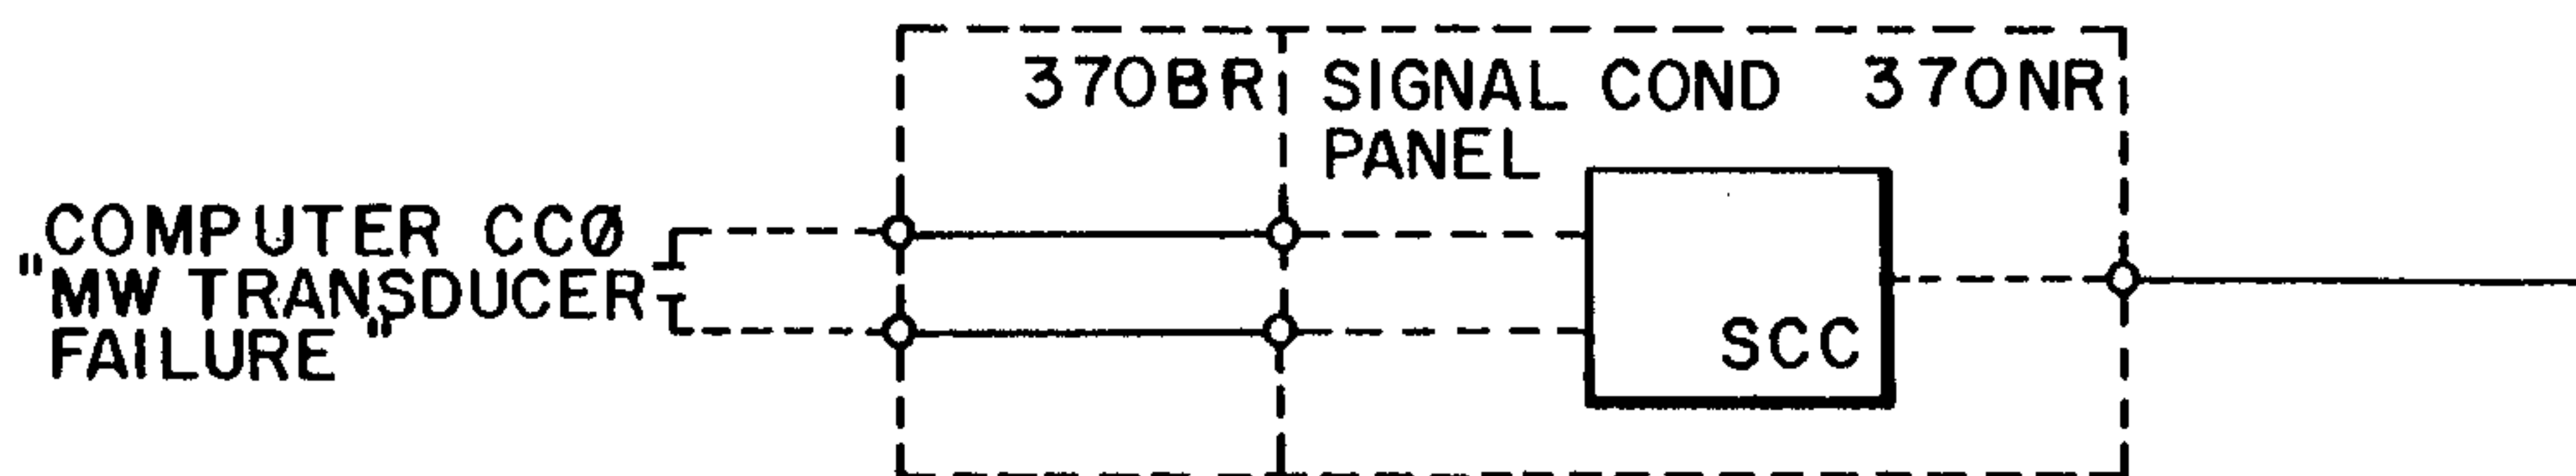 370BR
SIGNAL COND 370NR
PANEL
COMPUTER CCØ
"MW TRANSDUCER
FAILURE"
SCC